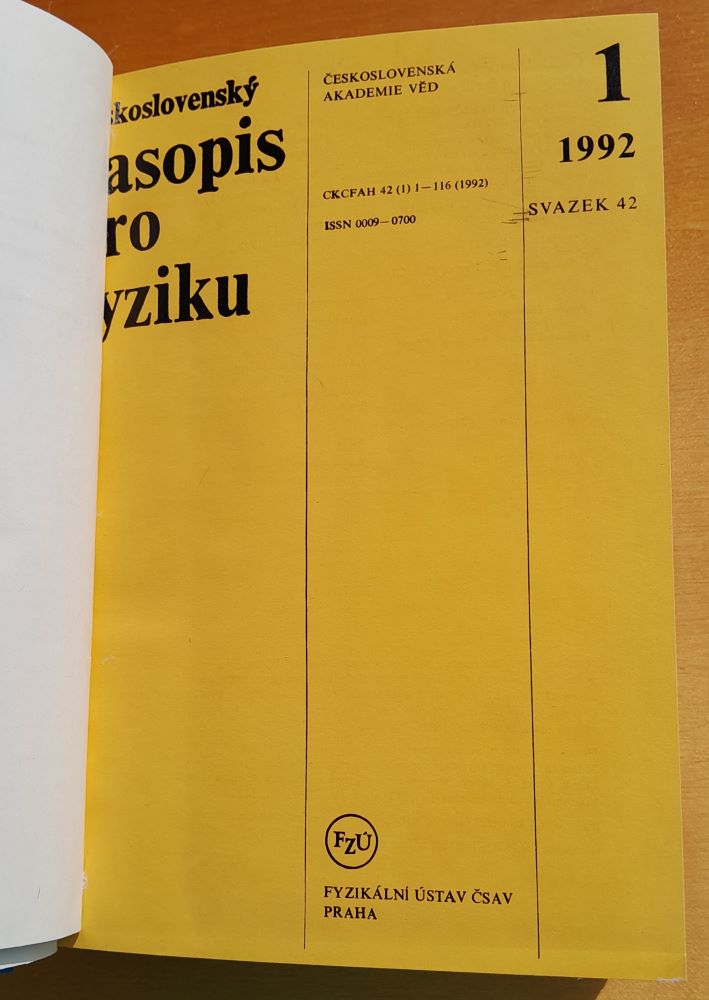 koslovenský
asopis
ro
yziku
ČESKOSLOVENSKÁ
AKADEMIE VĚD
CKCFAH 42 (1) 1—116 (1992)
ISSN 0009—0700
1
1992
SVAZEK 42
FZÚ
FYZIKÁLNÍ ÚSTAV ČSAV
PRAHA